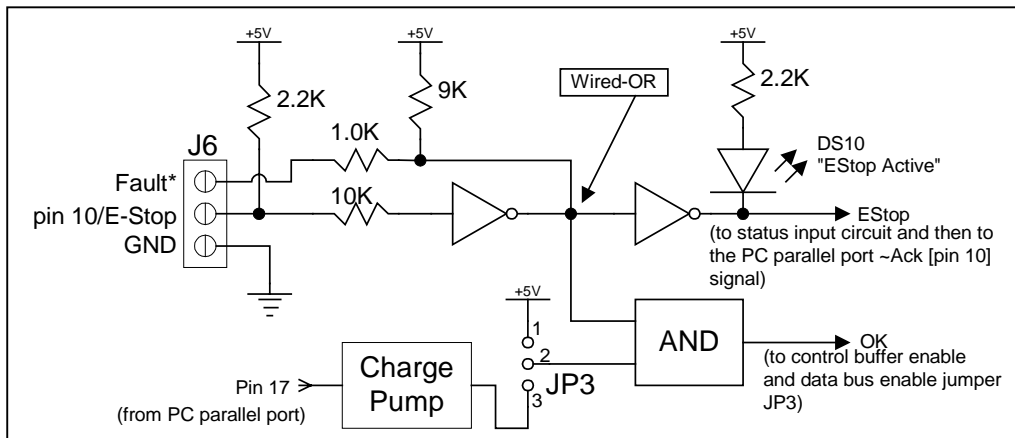 +5V
+5V
+5V
Wired-OR
2.2K
9K
2.2K
J6
1.0K
DS10
"EStop Active"
Fault*
10K
pin 10/E-Stop
EStop
GND
(to status input circuit and then to
the PC parallel port ~Ack [pin 10]
signal)
+5V
1
2
3
JP3
AND
OK
(to control buffer enable
and data bus enable jumper
JP3)
Charge
Pump
Pin 17
(from PC parallel port)